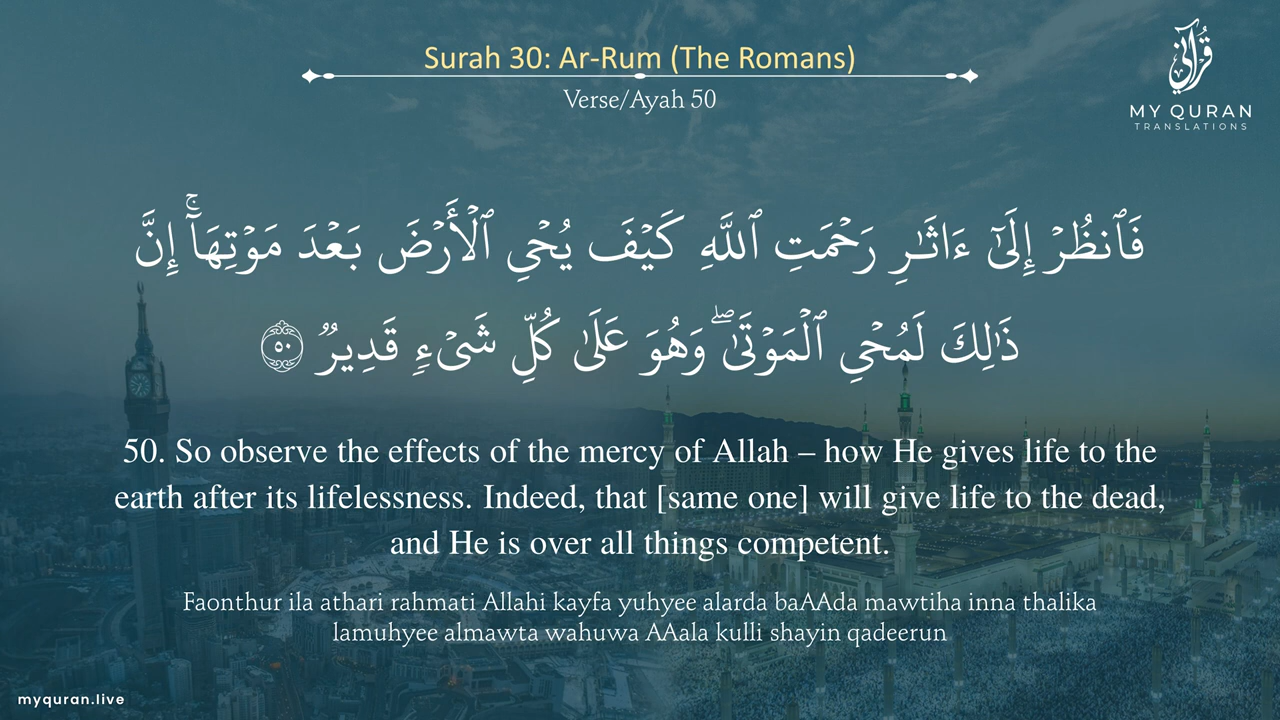 Surah 30: Ar-Rum (The Romans)
Verse/Ayah 50
قرآني
MY QURAN
TRANSLATIONS
فَٱنظُرْ إِلَىٰٓ ءَاثَـٰرِ رَحْمَتِ ٱللَّهِ كَيْفَ يُحْىِ ٱلْأَرْضَ بَعْدَ مَوْتِهَآ ۚ إِنَّ
ذَٰلِكَ لَمُحْىِ ٱلْمَوْتَىٰ ۖ وَهُوَ عَلَىٰ كُلِّ شَىْءٍ قَدِيرٌ ٥٠
50. So observe the effects of the mercy of Allah – how He gives life to the
earth after its lifelessness. Indeed, that [same one] will give life to the dead,
and He is over all things competent.
Faonthur ila athari rahmati Allahi kayfa yuhyee alarda baAAda mawtiha inna thalika
lamuhyee almawta wahuwa AAala kulli shayin qadeerun
myquran.live